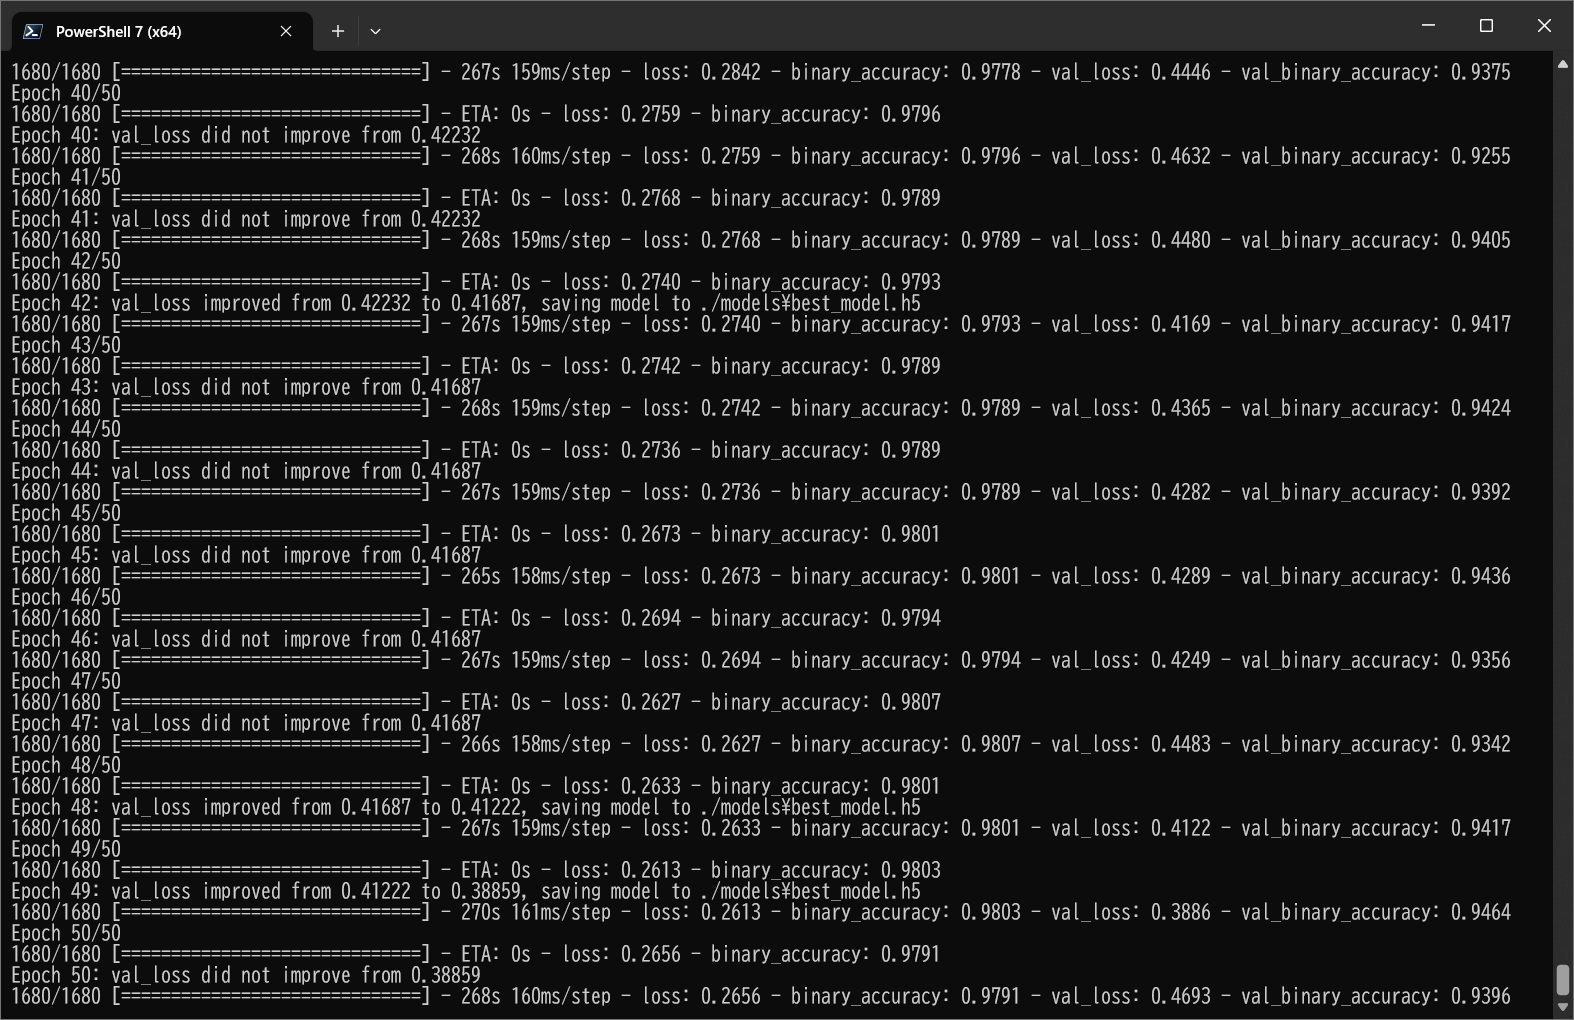 PowerShell 7 (x64)
1680/1680 [==============================] - 267s 159ms/step - loss: 0.2842 - binary_accuracy: 0.9778 - val_loss: 0.4446 - val_binary_accuracy: 0.9375
Epoch 40/50
1680/1680 [==============================] - ETA: 0s - loss: 0.2759 - binary_accuracy: 0.9796
Epoch 40: val_loss did not improve from 0.42232
1680/1680 [==============================] - 268s 160ms/step - loss: 0.2759 - binary_accuracy: 0.9796 - val_loss: 0.4632 - val_binary_accuracy: 0.9255
Epoch 41/50
1680/1680 [==============================] - ETA: 0s - loss: 0.2768 - binary_accuracy: 0.9789
Epoch 41: val_loss did not improve from 0.42232
1680/1680 [==============================] - 268s 159ms/step - loss: 0.2768 - binary_accuracy: 0.9789 - val_loss: 0.4480 - val_binary_accuracy: 0.9405
Epoch 42/50
1680/1680 [==============================] - ETA: 0s - loss: 0.2740 - binary_accuracy: 0.9793
Epoch 42: val_loss improved from 0.42232 to 0.41687, saving model to ./models¥best_model.h5
1680/1680 [==============================] - 267s 159ms/step - loss: 0.2740 - binary_accuracy: 0.9793 - val_loss: 0.4169 - val_binary_accuracy: 0.9417
Epoch 43/50
1680/1680 [==============================] - ETA: 0s - loss: 0.2742 - binary_accuracy: 0.9789
Epoch 43: val_loss did not improve from 0.41687
1680/1680 [==============================] - 268s 159ms/step - loss: 0.2742 - binary_accuracy: 0.9789 - val_loss: 0.4365 - val_binary_accuracy: 0.9424
Epoch 44/50
1680/1680 [==============================] - ETA: 0s - loss: 0.2736 - binary_accuracy: 0.9789
Epoch 44: val_loss did not improve from 0.41687
1680/1680 [==============================] - 267s 159ms/step - loss: 0.2736 - binary_accuracy: 0.9789 - val_loss: 0.4282 - val_binary_accuracy: 0.9392
Epoch 45/50
1680/1680 [==============================] - ETA: 0s - loss: 0.2673 - binary_accuracy: 0.9801
Epoch 45: val_loss did not improve from 0.41687
1680/1680 [==============================] - 265s 158ms/step - loss: 0.2673 - binary_accuracy: 0.9801 - val_loss: 0.4289 - val_binary_accuracy: 0.9436
Epoch 46/50
1680/1680 [==============================] - ETA: 0s - loss: 0.2694 - binary_accuracy: 0.9794
Epoch 46: val_loss did not improve from 0.41687
1680/1680 [==============================] - 267s 159ms/step - loss: 0.2694 - binary_accuracy: 0.9794 - val_loss: 0.4249 - val_binary_accuracy: 0.9356
Epoch 47/50
1680/1680 [==============================] - ETA: 0s - loss: 0.2627 - binary_accuracy: 0.9807
Epoch 47: val_loss did not improve from 0.41687
1680/1680 [==============================] - 266s 158ms/step - loss: 0.2627 - binary_accuracy: 0.9807 - val_loss: 0.4483 - val_binary_accuracy: 0.9342
Epoch 48/50
1680/1680 [==============================] - ETA: 0s - loss: 0.2633 - binary_accuracy: 0.9801
Epoch 48: val_loss improved from 0.41687 to 0.41222, saving model to ./models¥best_model.h5
1680/1680 [==============================] - 267s 159ms/step - loss: 0.2633 - binary_accuracy: 0.9801 - val_loss: 0.4122 - val_binary_accuracy: 0.9417
Epoch 49/50
1680/1680 [==============================] - ETA: 0s - loss: 0.2613 - binary_accuracy: 0.9803
Epoch 49: val_loss improved from 0.41222 to 0.38859, saving model to ./models¥best_model.h5
1680/1680 [==============================] - 270s 161ms/step - loss: 0.2613 - binary_accuracy: 0.9803 - val_loss: 0.3886 - val_binary_accuracy: 0.9464
Epoch 50/50
1680/1680 [==============================] - ETA: 0s - loss: 0.2656 - binary_accuracy: 0.9791
Epoch 50: val_loss did not improve from 0.38859
1680/1680 [==============================] - 268s 160ms/step - loss: 0.2656 - binary_accuracy: 0.9791 - val_loss: 0.4693 - val_binary_accuracy: 0.9396